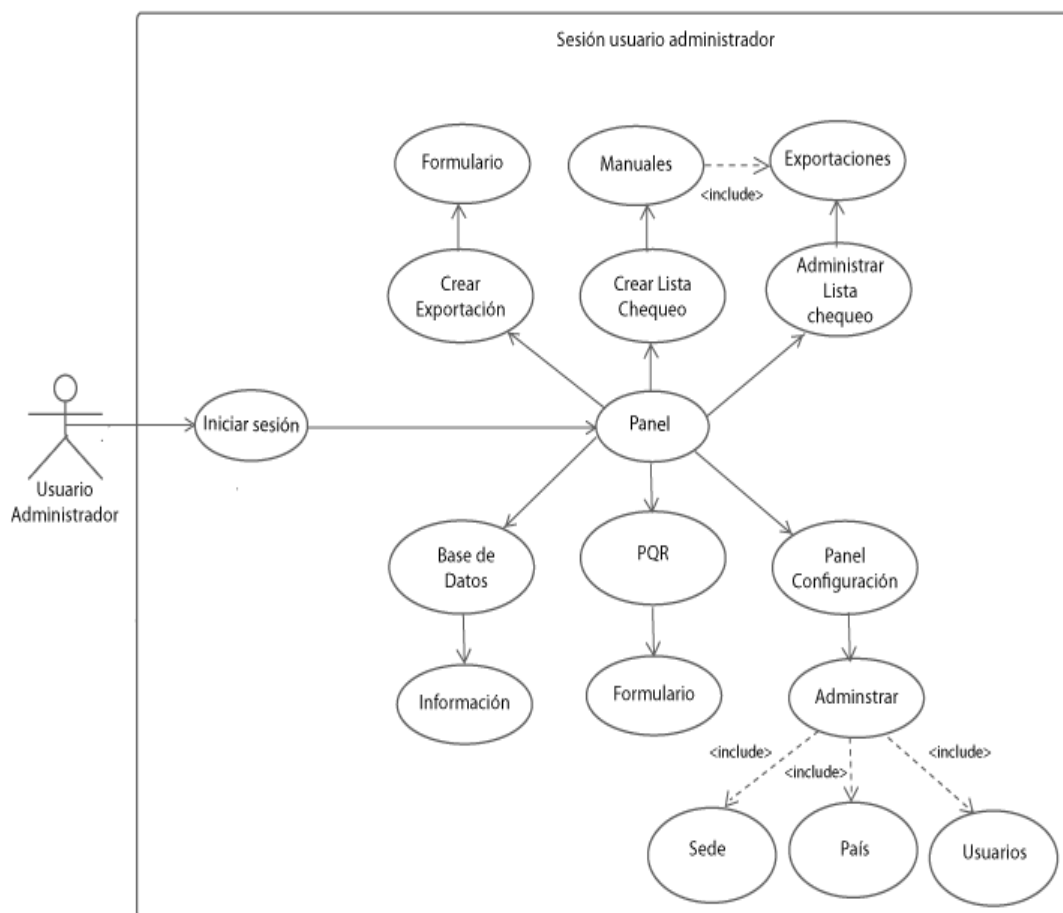 Sesión usuario administrador
Formulario
Manuales
<include>
Exportaciones
Crear
Exportación
Crear Lista
Chequeo
Administrar
Lista
chequeo
Usuario
Administrador
Iniciar sesión
Panel
Base de
Datos
PQR
Panel
Configuración
Información
Formulario
Adminstrar
<include>
<include>
<include>
Sede
País
Usuarios